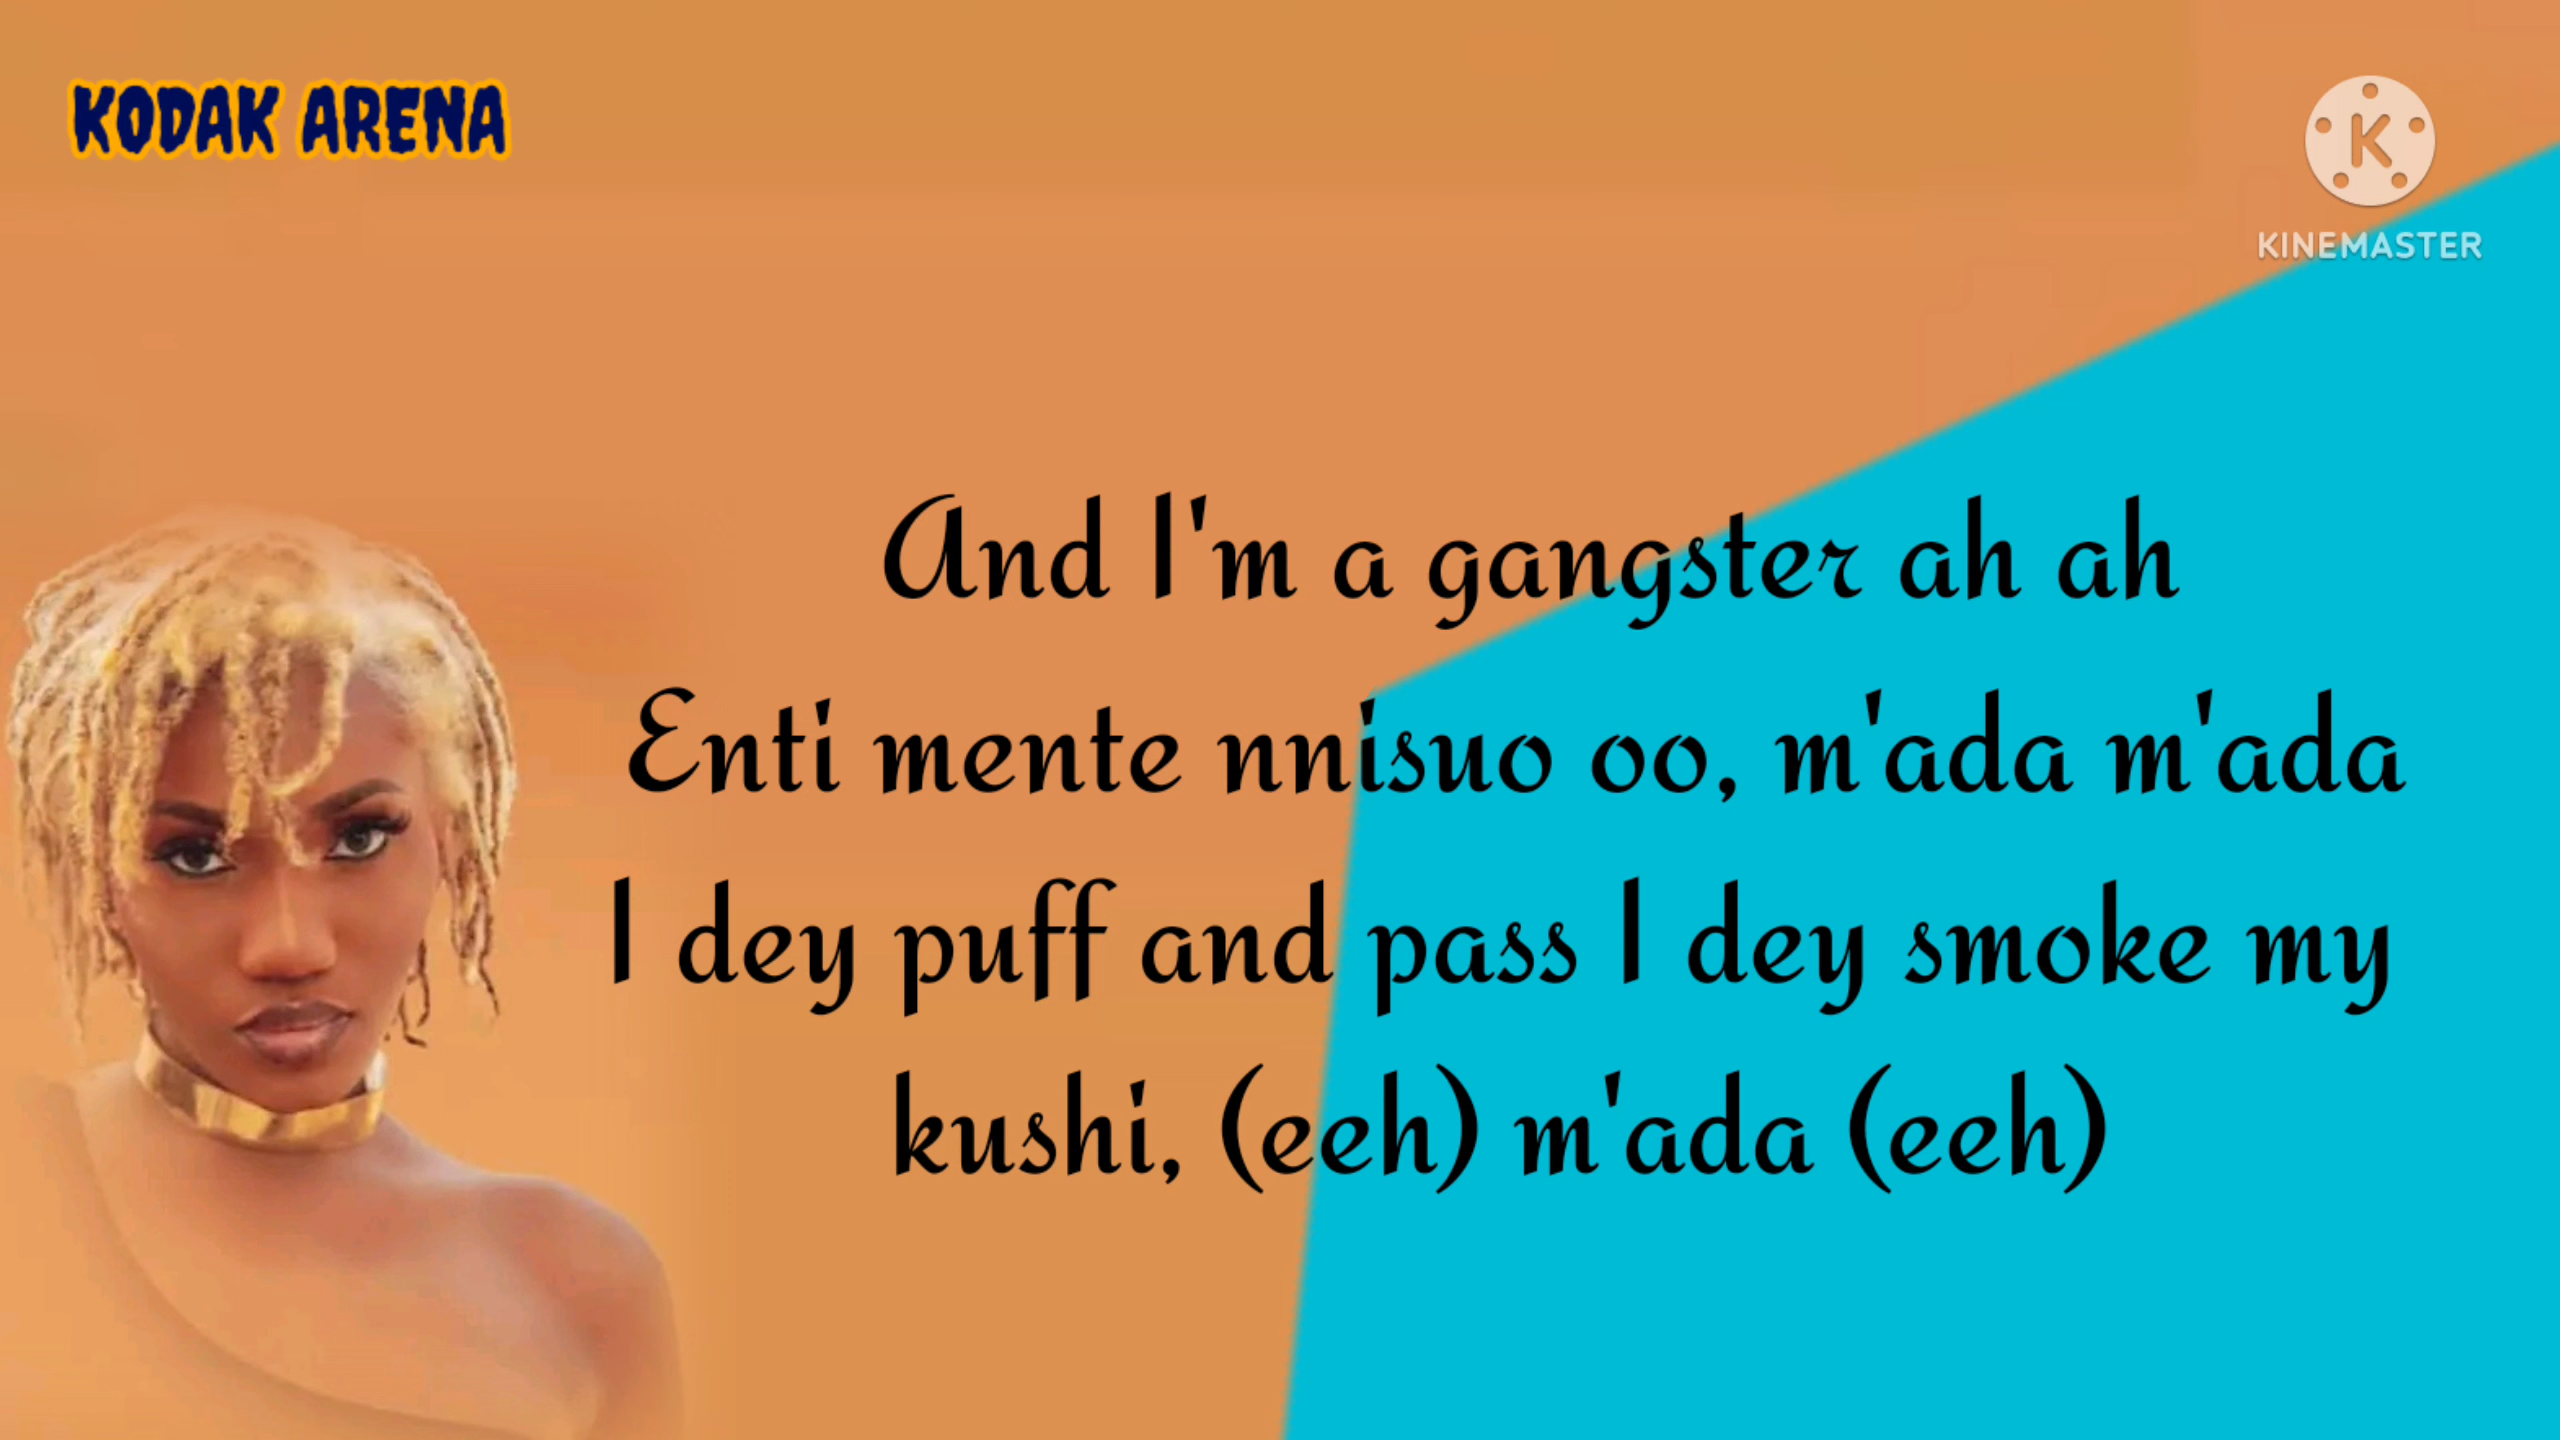 KODAK ARENA
K
KINEMASTER
And I'm a gangster ah ah
Enti mente nnisuo oo, m'ada m'ada
I dey puff and pass I dey smoke my
kushi, (eeh) m'ada (eeh)